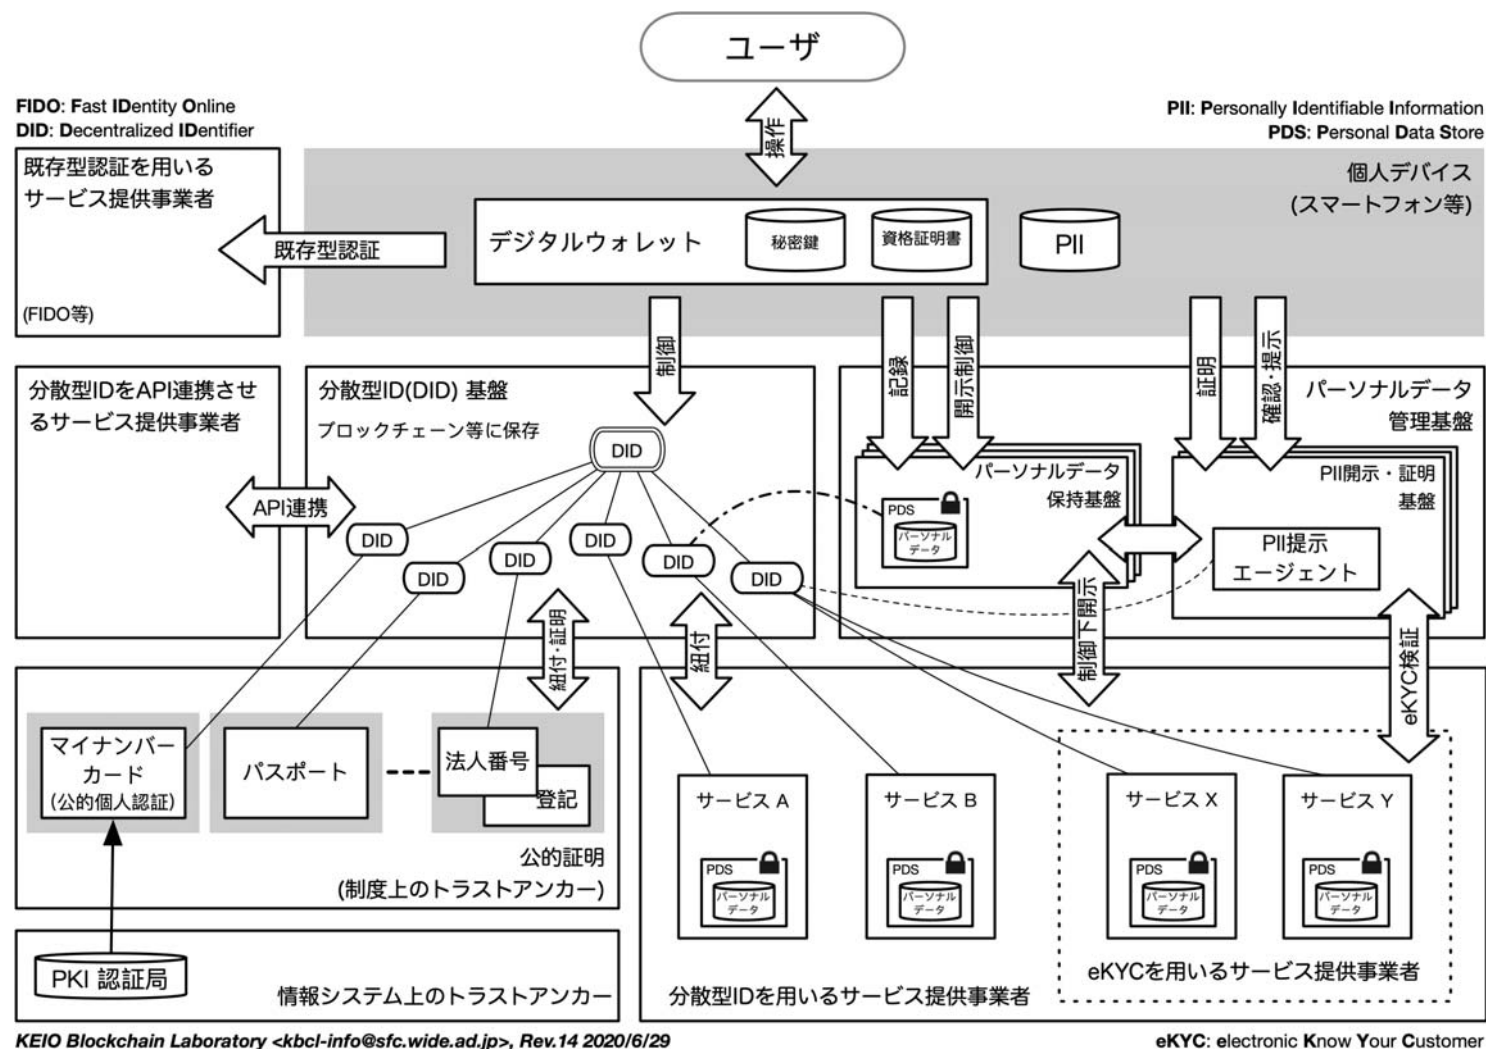 ユーザ
FIDO: Fast IDentity Online
DID: Decentralized IDentifier
PII: Personally Identifiable Information
PDS: Personal Data Store
操作
既存型認証を用いる
サービス提供事業者
(FIDO等)
既存型認証
個人デバイス
(スマートフォン等)
デジタルウォレット
秘密鍵
資格証明書
PII
制御
記録
開示制御
証明
確認・提示
分散型IDをAPI連携させ
るサービス提供事業者
API連携
分散型ID(DID) 基盤
ブロックチェーン等に保存
DID
DID
DID
DID
DID
DID
DID
パーソナルデータ
管理基盤
パーソナルデータ
保持基盤
PDS
パーソナル
データ
PII開示・証明
基盤
PII提示
エージェント
紐付・証明
紐付
制御下開示
eKYC検証
マイナンバー
カード
(公的個人認証)
パスポート
法人番号
登記
公的証明
(制度上のトラストアンカー)
PKI 認証局
情報システム上のトラストアンカー
サービス A
PDS
パーソナル
データ
サービス B
PDS
パーソナル
データ
サービス X
PDS
パーソナル
データ
サービス Y
PDS
パーソナル
データ
eKYCを用いるサービス提供事業者
分散型IDを用いるサービス提供事業者
KEIO Blockchain Laboratory <kbcl-info@sfc.wide.ad.jp>, Rev.14 2020/6/29
eKYC: electronic Know Your Customer